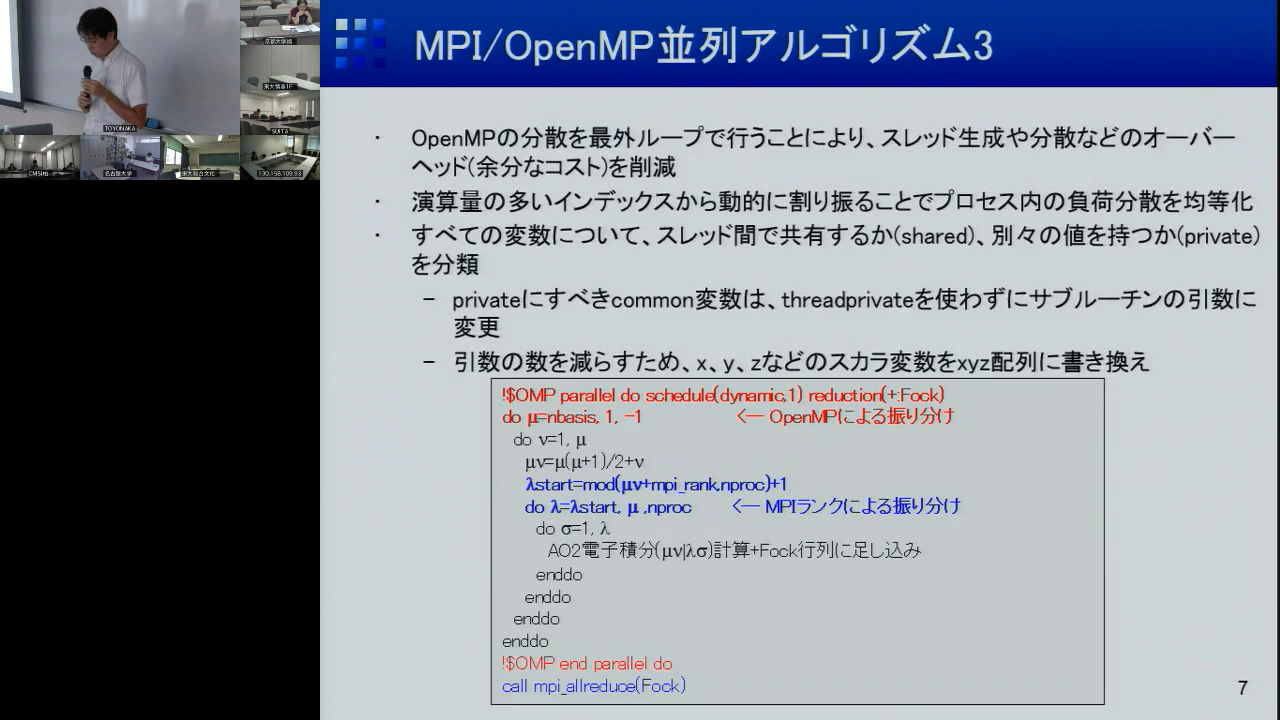 MPI/OpenMP並列アルゴリズム3
・ OpenMPの分散を最外ループで行うことにより、スレッド生成や分散などのオーバー
ヘッド(余分なコスト)を削減
・ 演算量の多いインデックスから動的に割り振ることでプロセス内の負荷分散を均等化
・ すべての変数について、スレッド間で共有するか(shared)、別々の値を持つか(private)
を分類
– privateにすべきcommon変数は、threadprivateを使わずにサブルーチンの引数に
変更
– 引数の数を減らすため、x、y、zなどのスカラ変数をxyz配列に書き換え
!$OMP parallel do schedule(dynamic,1) reduction(+:Fock)
do μ=nbasis, 1, -1 <-- OpenMPによる振り分け
do ν=1, μ
μν=μ(μ+1)/2+ν
λstart=mod(μν+mpi_rank,nproc)+1
do λ=λstart, μ ,nproc <-- MPIランクによる振り分け
do σ=1, λ
AO2電子積分(μν|λσ)計算+Fock行列に足し込み
enddo
enddo
enddo
enddo
!$OMP end parallel do
call mpi_allreduce(Fock)
7
TOYONAKA
SUITA
CMSI柏
名古屋大学
東大総合文化
130.158.109.93